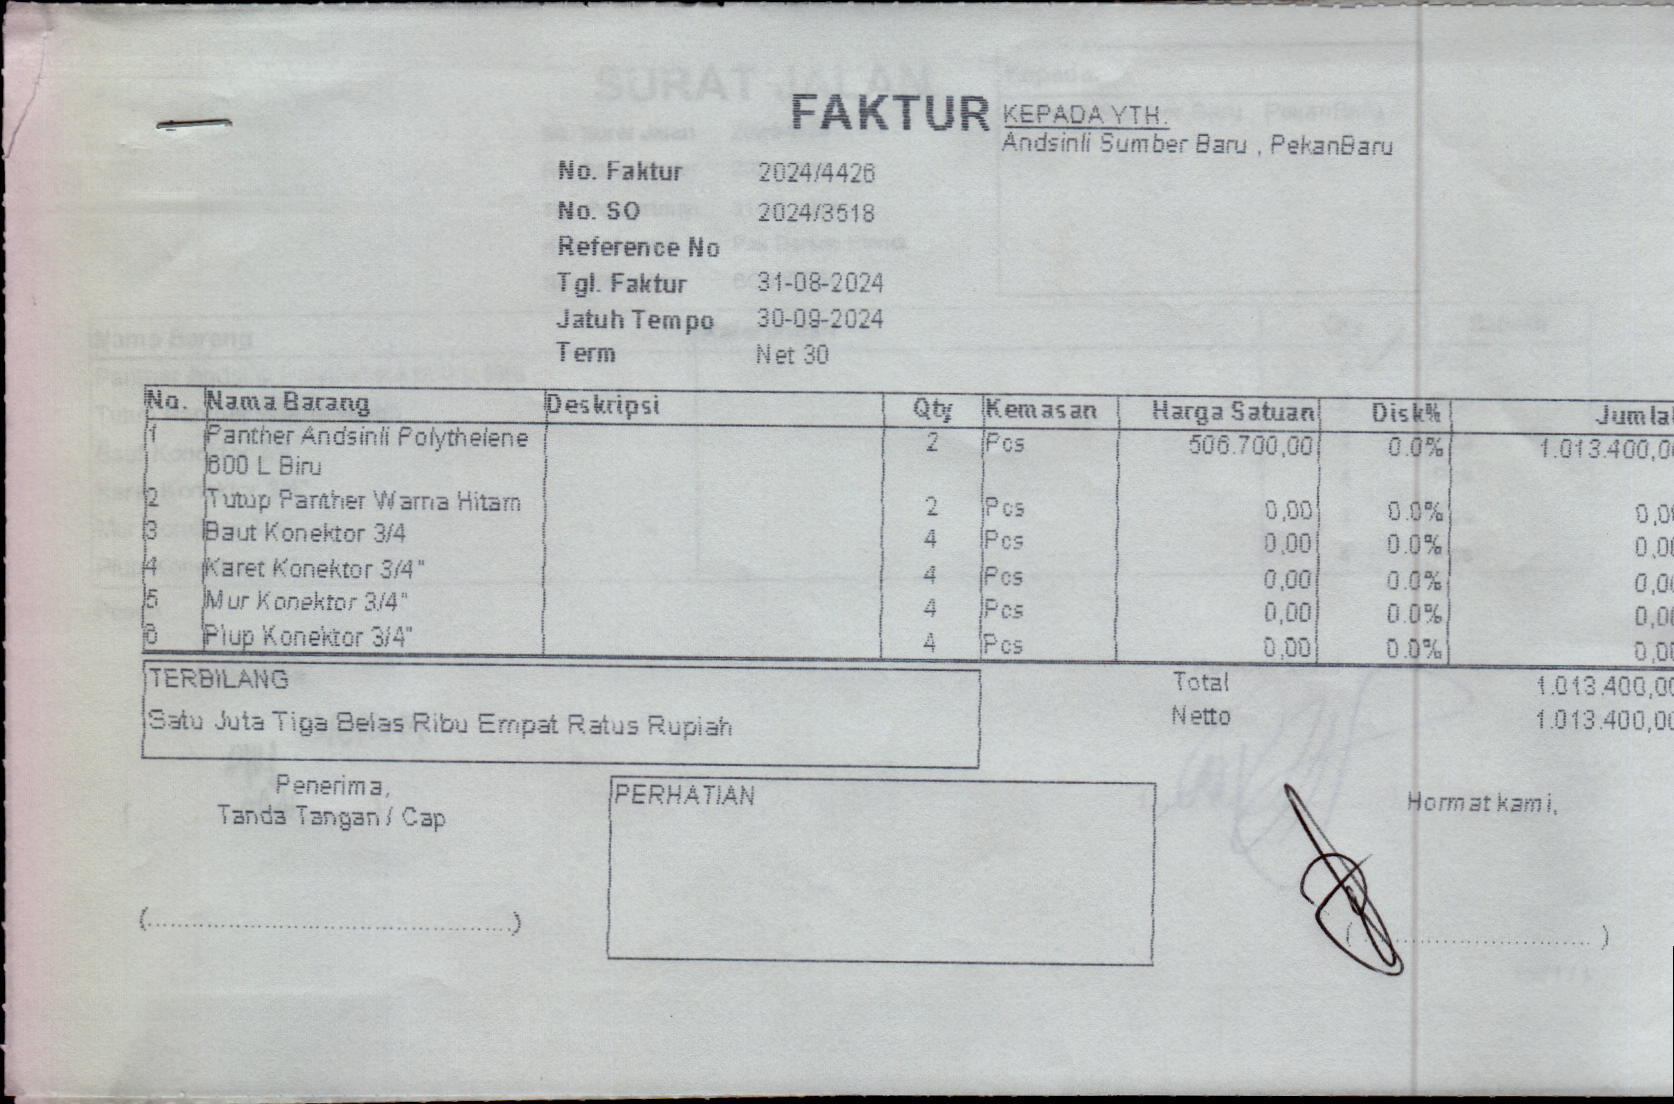 FAKTUR
KEPADA YTH.
Andsinli Sumber Baru , PekanBaru
No. Faktur 2024/4426
No. SO 2024/3518
Reference No
Tgl. Faktur 31-08-2024
Jatuh Tempo 30-09-2024
Term Net 30
No. Nama Barang Deskripsi Qty Kemasan Harga Satuan Disk% Jumla
1 Panther Andsinli Polythelene 2 Pcs 506.700,00 0.0% 1.013.400,0
600 L Biru
2 Tutup Panther Warna Hitam 2 Pcs 0,00 0.0% 0,0
3 Baut Konektor 3/4 4 Pcs 0,00 0.0% 0,0
4 Karet Konektor 3/4" 4 Pcs 0,00 0.0% 0,0
5 Mur Konektor 3/4" 4 Pcs 0,00 0.0% 0,0
6 Plup Konektor 3/4" 4 Pcs 0,00 0.0% 0,0
TERBILANG
Satu Juta Tiga Belas Ribu Empat Ratus Rupiah
Total 1.013.400,00
Netto 1.013.400,00
Penerima,
Tanda Tangan / Cap
PERHATIAN
Hormat kami,
(............................................)
(............................)